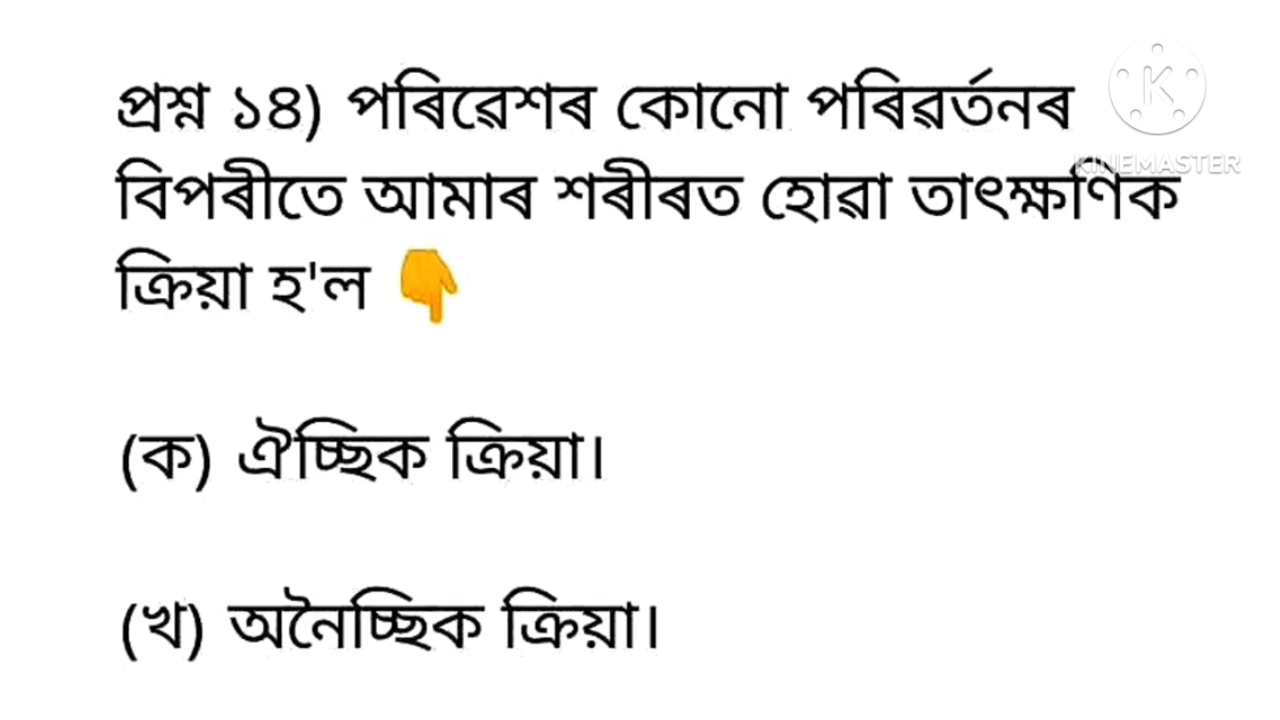 প্ৰশ্ন ১৪) পৰিৱেশৰ কোনো পৰিৱৰ্তনৰ
বিপৰীতে আমাৰ শৰীৰত হোৱা তাৎক্ষণিক
ক্ৰিয়া হ'ল 👇
(ক) ঐচ্ছিক ক্ৰিয়া।
(খ) অনৈচ্ছিক ক্ৰিয়া।
K
KINEMASTER